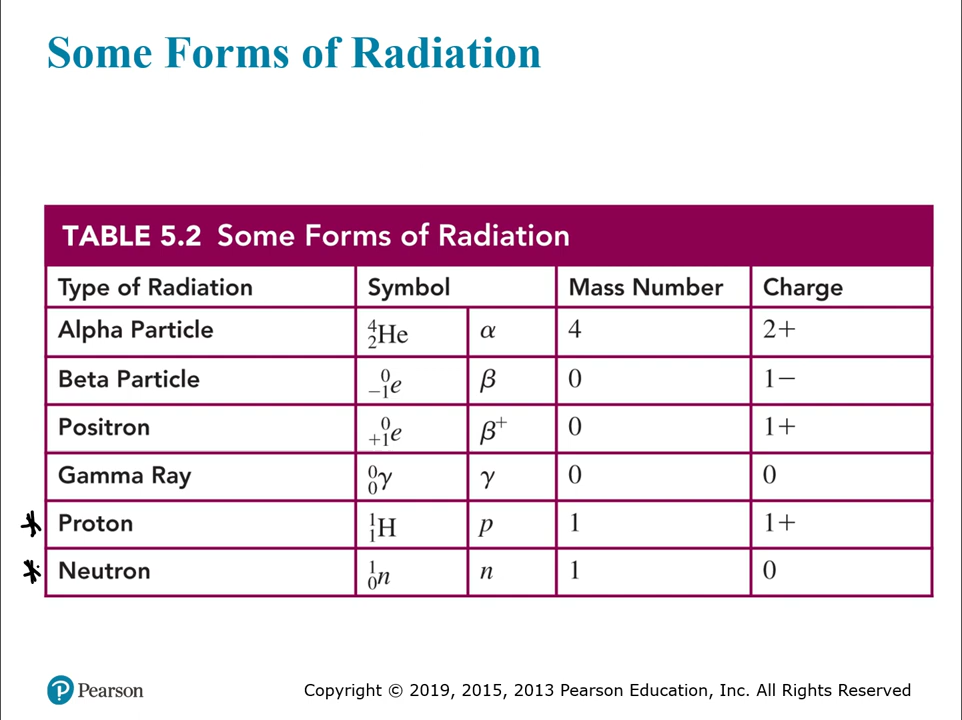 Some Forms of Radiation
TABLE 5.2 Some Forms of Radiation
Type of Radiation Symbol Mass Number Charge
Alpha Particle ⁴₂He α 4 2+
Beta Particle ⁰₋₁e β 0 1−
Positron ⁰₊₁e β⁺ 0 1+
Gamma Ray ⁰₀γ γ 0 0
* Proton ¹₁H p 1 1+
* Neutron ¹₀n n 1 0
Pearson
Copyright © 2019, 2015, 2013 Pearson Education, Inc. All Rights Reserved